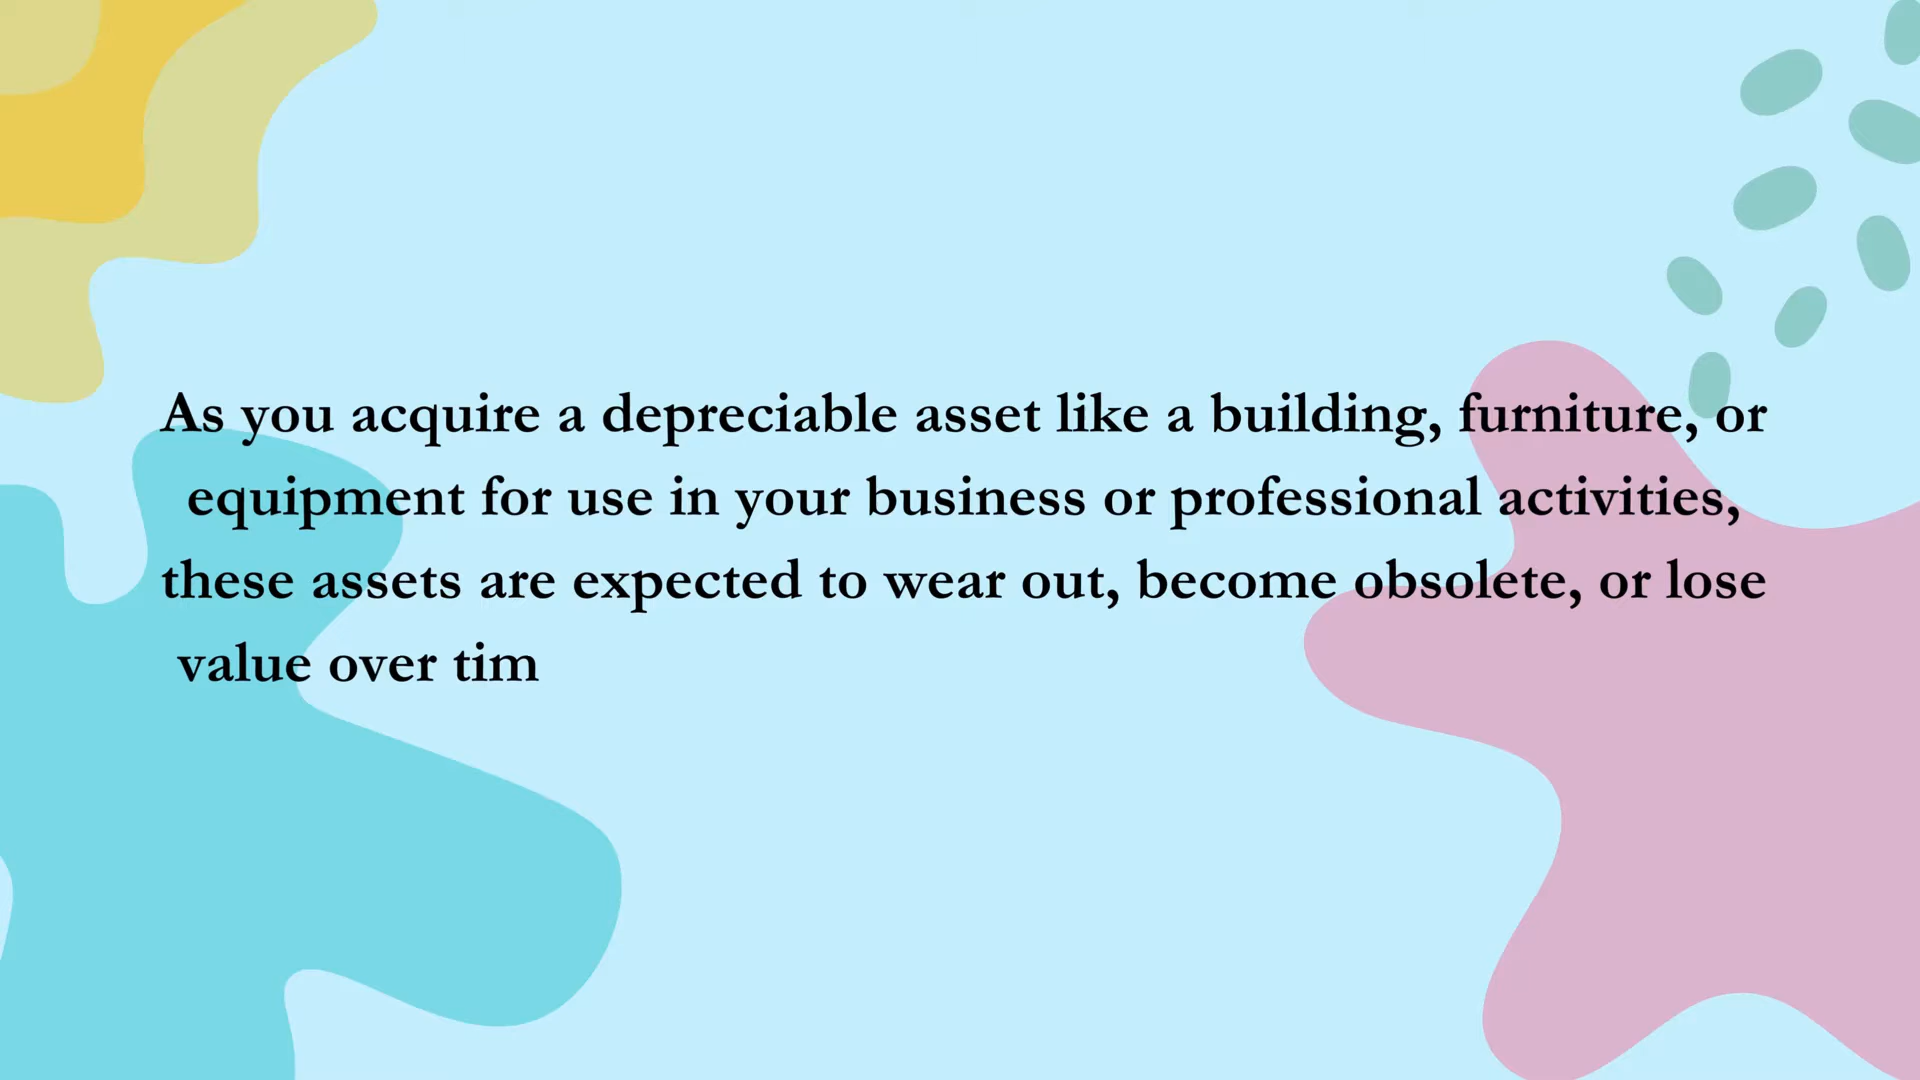 As you acquire a depreciable asset like a building, furniture, or
equipment for use in your business or professional activities,
these assets are expected to wear out, become obsolete, or lose
value over tim